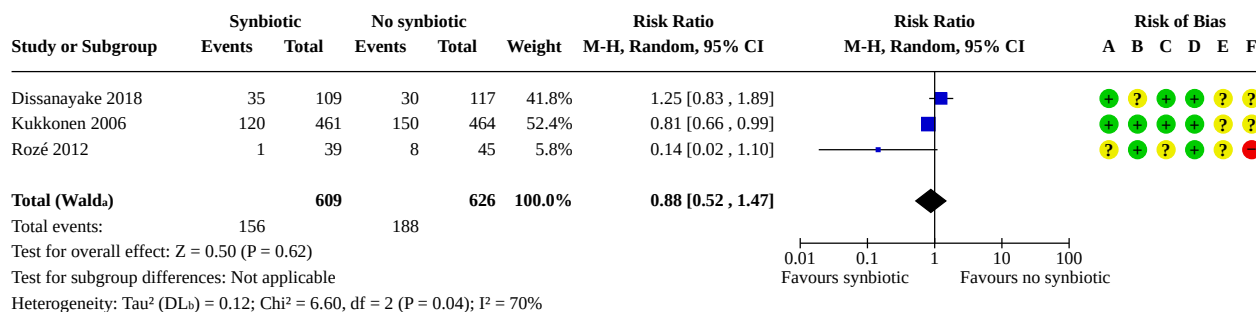 Synbiotic No synbiotic Risk Ratio Risk Ratio Risk of Bias
Study or Subgroup Events Total Events Total Weight M-H, Random, 95% CI M-H, Random, 95% CI A B C D E F
Dissanayake 2018 35 109 30 117 41.8% 1.25 [0.83 , 1.89] + ? + + ? ?
Kukkonen 2006 120 461 150 464 52.4% 0.81 [0.66 , 0.99] + + + + ? ?
Rozé 2012 1 39 8 45 5.8% 0.14 [0.02 , 1.10] ? + ? + ? −
Total (Walda) 609 626 100.0% 0.88 [0.52 , 1.47]
Total events: 156 188
Test for overall effect: Z = 0.50 (P = 0.62)
0.01 0.1 1 10 100
Test for subgroup differences: Not applicable
Favours synbiotic Favours no synbiotic
Heterogeneity: Tau² (DLb) = 0.12; Chi² = 6.60, df = 2 (P = 0.04); I² = 70%